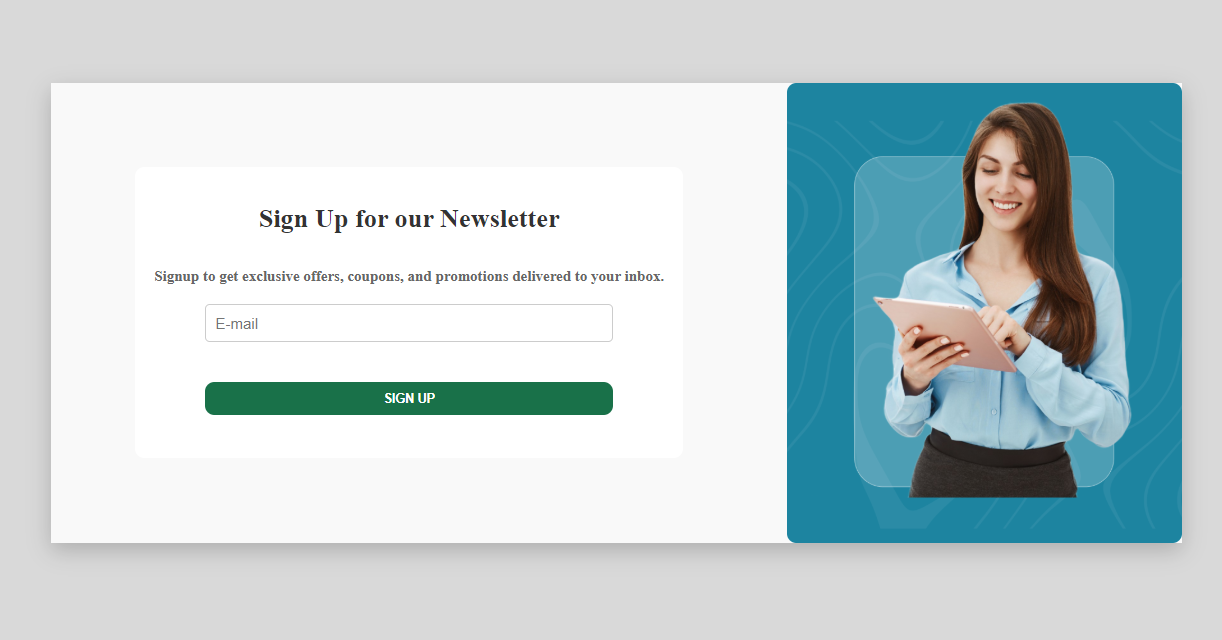 Sign Up for our Newsletter
Signup to get exclusive offers, coupons, and promotions delivered to your inbox.
E-mail
SIGN UP